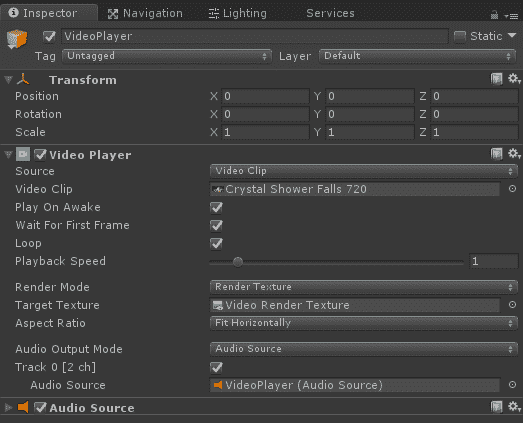 Inspector Navigation Lighting Services
VideoPlayer Static
Tag Untagged Layer Default
Transform
Position X 0 Y 0 Z 0
Rotation X 0 Y 0 Z 0
Scale X 1 Y 1 Z 1
Video Player
Source Video Clip
Video Clip Crystal Shower Falls 720
Play On Awake
Wait For First Frame
Loop
Playback Speed 1
Render Mode Render Texture
Target Texture Video Render Texture
Aspect Ratio Fit Horizontally
Audio Output Mode Audio Source
Track 0 [2 ch]
Audio Source VideoPlayer (Audio Source)
Audio Source